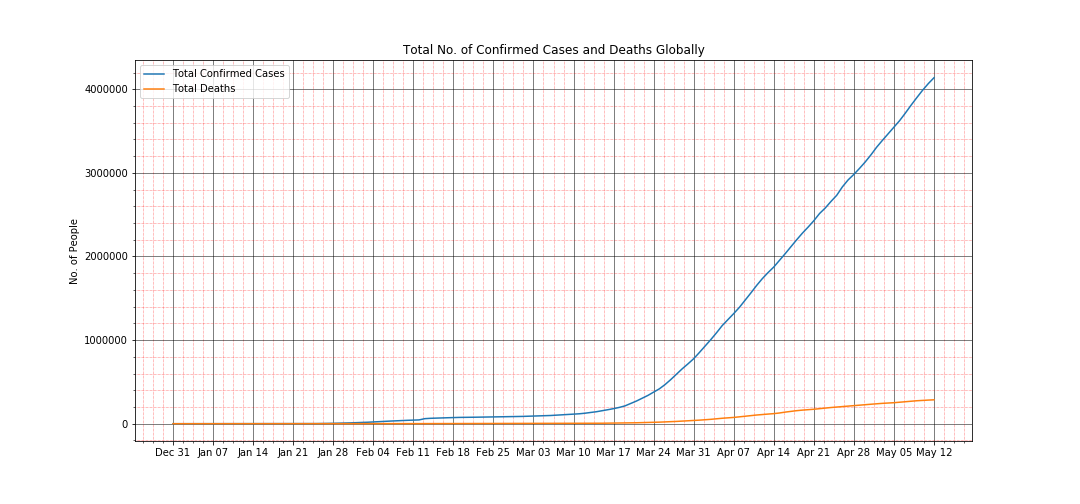 Total No. of Confirmed Cases and Deaths Globally
Total Confirmed Cases
Total Deaths
4000000
3000000
2000000
1000000
0
No. of People
Dec 31 Jan 07 Jan 14 Jan 21 Jan 28 Feb 04 Feb 11 Feb 18 Feb 25 Mar 03 Mar 10 Mar 17 Mar 24 Mar 31 Apr 07 Apr 14 Apr 21 Apr 28 May 05 May 12